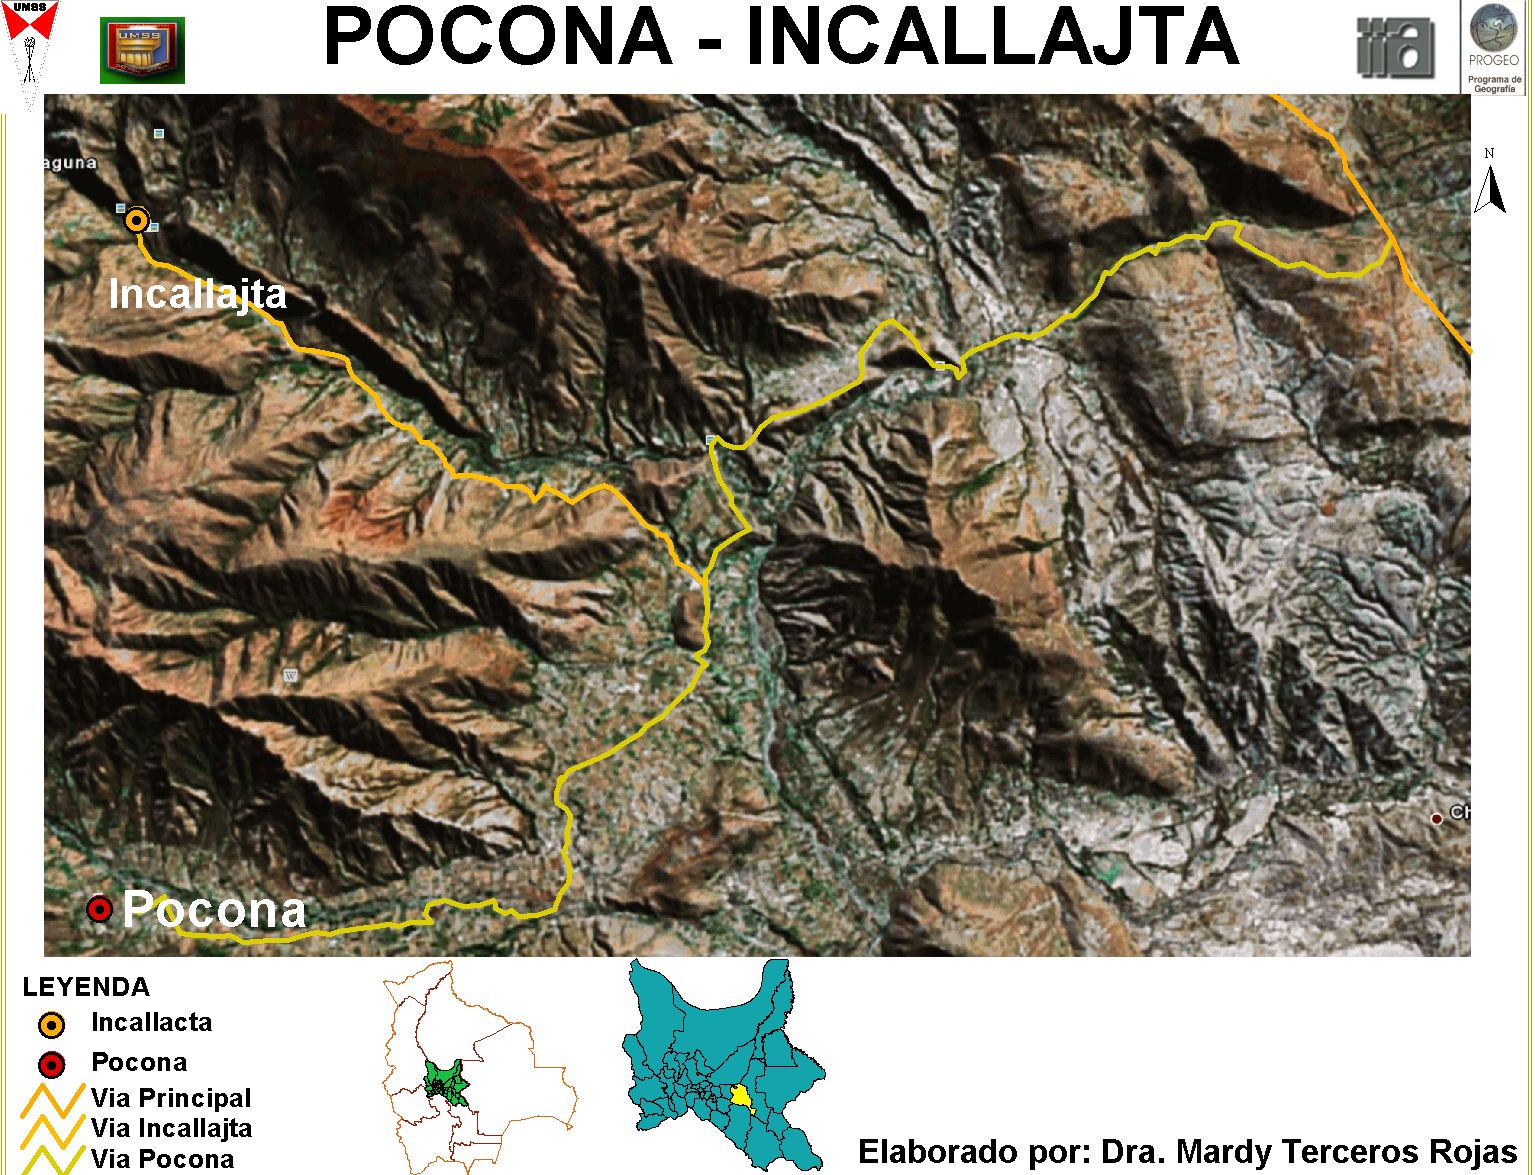 UMSS
UMSS
POCONA - INCALLAJTA
iia
PROGEO
Programa de
Geografía
N
aguna
Incallajta
W
Ch
Pocona
LEYENDA
Incallacta
Pocona
Via Principal
Via Incallajta
Via Pocona
Elaborado por: Dra. Mardy Terceros Rojas